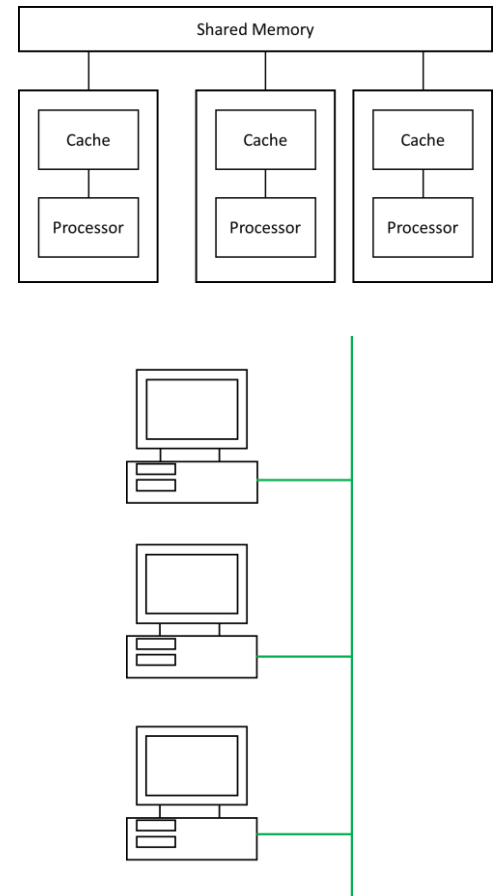 Shared Memory
Cache
Cache
Cache
Processor
Processor
Processor